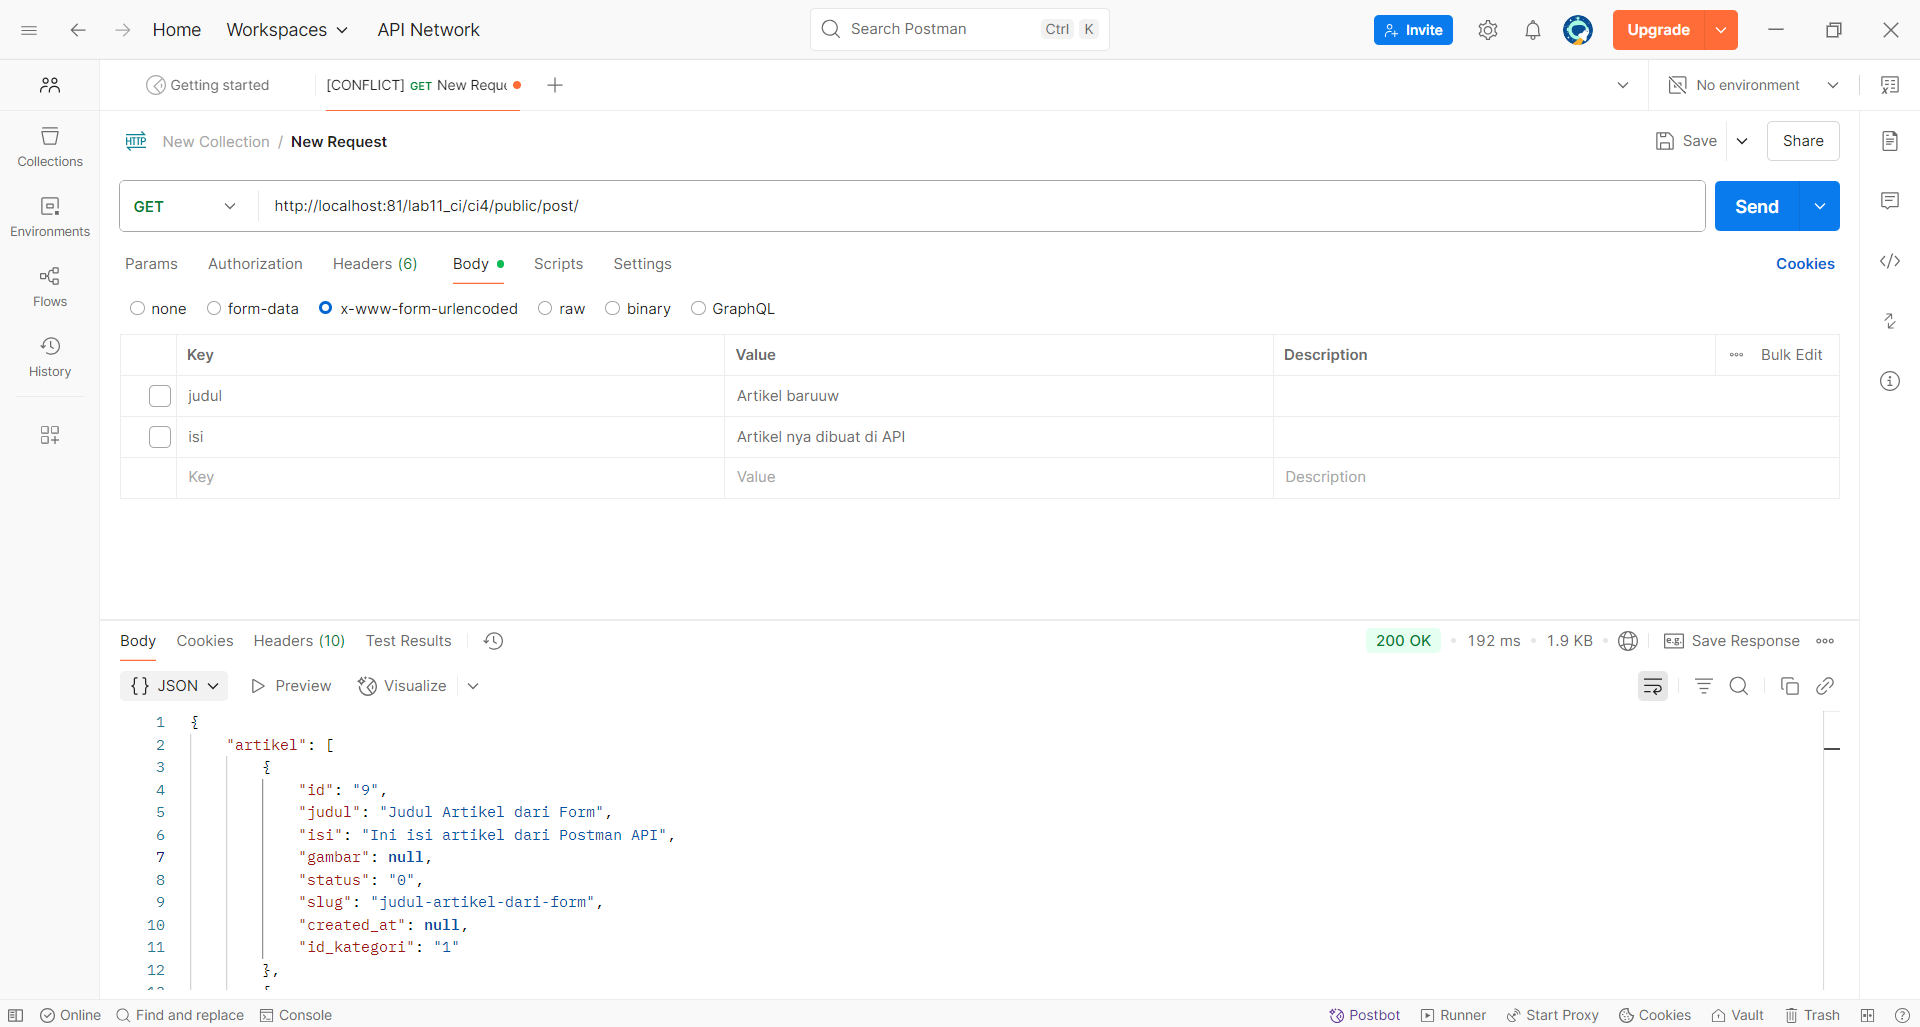 Home Workspaces API Network Search Postman Ctrl K Invite Upgrade
Getting started [CONFLICT] GET New Requ No environment
HTTP New Collection / New Request Save Share
GET http://localhost:81/lab11_ci/ci4/public/post/ Send
Collections
Environments
Flows
History
Params Authorization Headers (6) Body Scripts Settings Cookies
none form-data x-www-form-urlencoded raw binary GraphQL
Key Value Description Bulk Edit
judul Artikel baruuw
isi Artikel nya dibuat di API
Key Value Description
Body Cookies Headers (10) Test Results 200 OK 192 ms 1.9 KB e.g. Save Response
{} JSON Preview Visualize
1 {
2 "artikel": [
3 {
4 "id": "9",
5 "judul": "Judul Artikel dari Form",
6 "isi": "Ini isi artikel dari Postman API",
7 "gambar": null,
8 "status": "0",
9 "slug": "judul-artikel-dari-form",
10 "created_at": null,
11 "id_kategori": "1"
12 },
Online Find and replace Console Postbot Runner Start Proxy Cookies Vault Trash